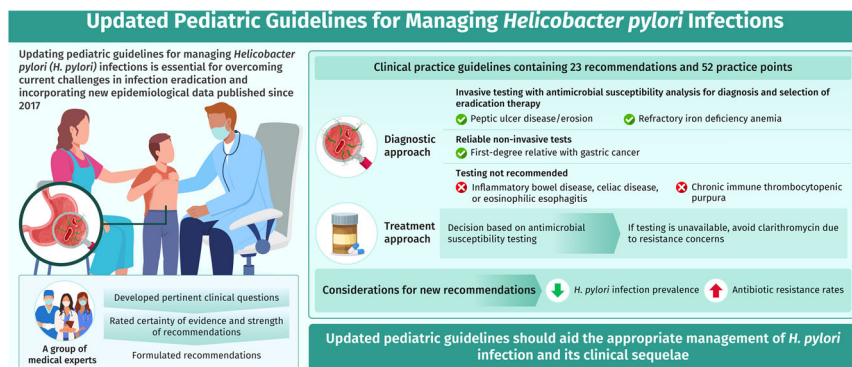 Updated Pediatric Guidelines for Managing Helicobacter pylori Infections
Updating pediatric guidelines for managing Helicobacter
pylori (H. pylori) infections is essential for overcoming
current challenges in infection eradication and
incorporating new epidemiological data published since
2017
A group of
medical experts
Developed pertinent clinical questions
Rated certainty of evidence and strength
of recommendations
Formulated recommendations
Clinical practice guidelines containing 23 recommendations and 52 practice points
Diagnostic
approach
Invasive testing with antimicrobial susceptibility analysis for diagnosis and selection of
eradication therapy
Peptic ulcer disease/erosion
Refractory iron deficiency anemia
Reliable non-invasive tests
First-degree relative with gastric cancer
Testing not recommended
Inflammatory bowel disease, celiac disease,
or eosinophilic esophagitis
Chronic immune thrombocytopenic
purpura
Treatment
approach
Decision based on antimicrobial
susceptibility testing
If testing is unavailable, avoid clarithromycin due
to resistance concerns
Considerations for new recommendations
H. pylori infection prevalence
Antibiotic resistance rates
Updated pediatric guidelines should aid the appropriate management of H. pylori
infection and its clinical sequelae